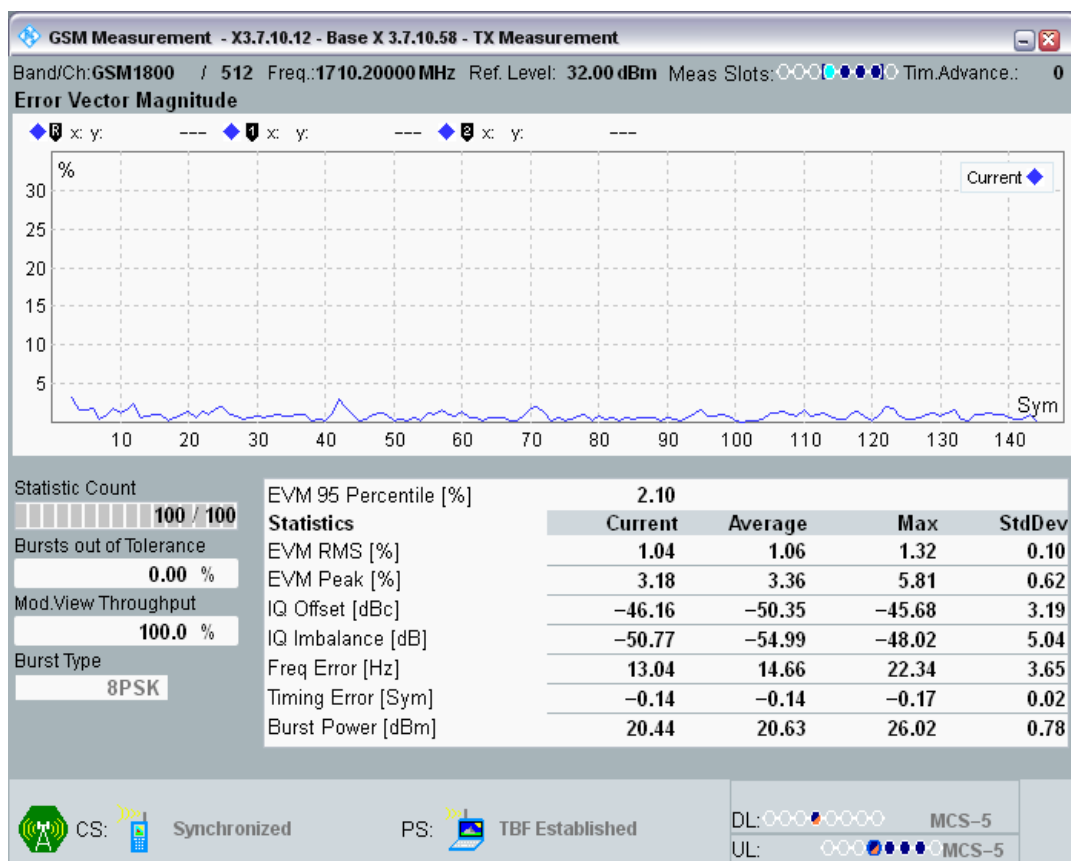 GSM Measurement - X3.7.10.12 - Base X 3.7.10.58 - TX Measurement
Band/Ch:GSM1800 / 512 Freq.:1710.20000 MHz Ref. Level: 32.00 dBm Meas Slots: Tim.Advance.: 0
Error Vector Magnitude
R x: y: --- 1 x: y: --- 2 x: y: ---
%
Current
30
25
20
15
10
5
Sym
10 20 30 40 50 60 70 80 90 100 110 120 130 140
Statistic Count
100 / 100
Bursts out of Tolerance
0.00 %
Mod.View Throughput
100.0 %
Burst Type
8PSK
EVM 95 Percentile [%] 2.10
Statistics Current Average Max StdDev
EVM RMS [%] 1.04 1.06 1.32 0.10
EVM Peak [%] 3.18 3.36 5.81 0.62
IQ Offset [dBc] −46.16 −50.35 −45.68 3.19
IQ Imbalance [dB] −50.77 −54.99 −48.02 5.04
Freq Error [Hz] 13.04 14.66 22.34 3.65
Timing Error [Sym] −0.14 −0.14 −0.17 0.02
Burst Power [dBm] 20.44 20.63 26.02 0.78
CS: Synchronized PS: TBF Established
DL: MCS−5
UL: MCS−5